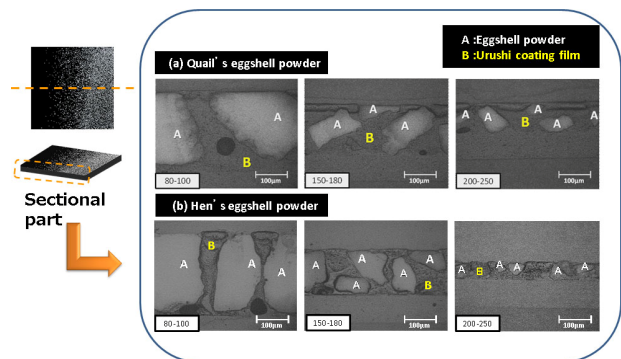 A :Eggshell powder
B :Urushi coating film
(a) Quail's eggshell powder
A
A
B
80-100
100μm
A
A
A
B
150-180
100μm
A
A
A
A
A
B
200-250
100μm
Sectional
part
(b) Hen's eggshell powder
B
A
A
A
80-100
100μm
A
A
A
A
A
B
150-180
100μm
A
B
A
A
A
A
200-250
100μm